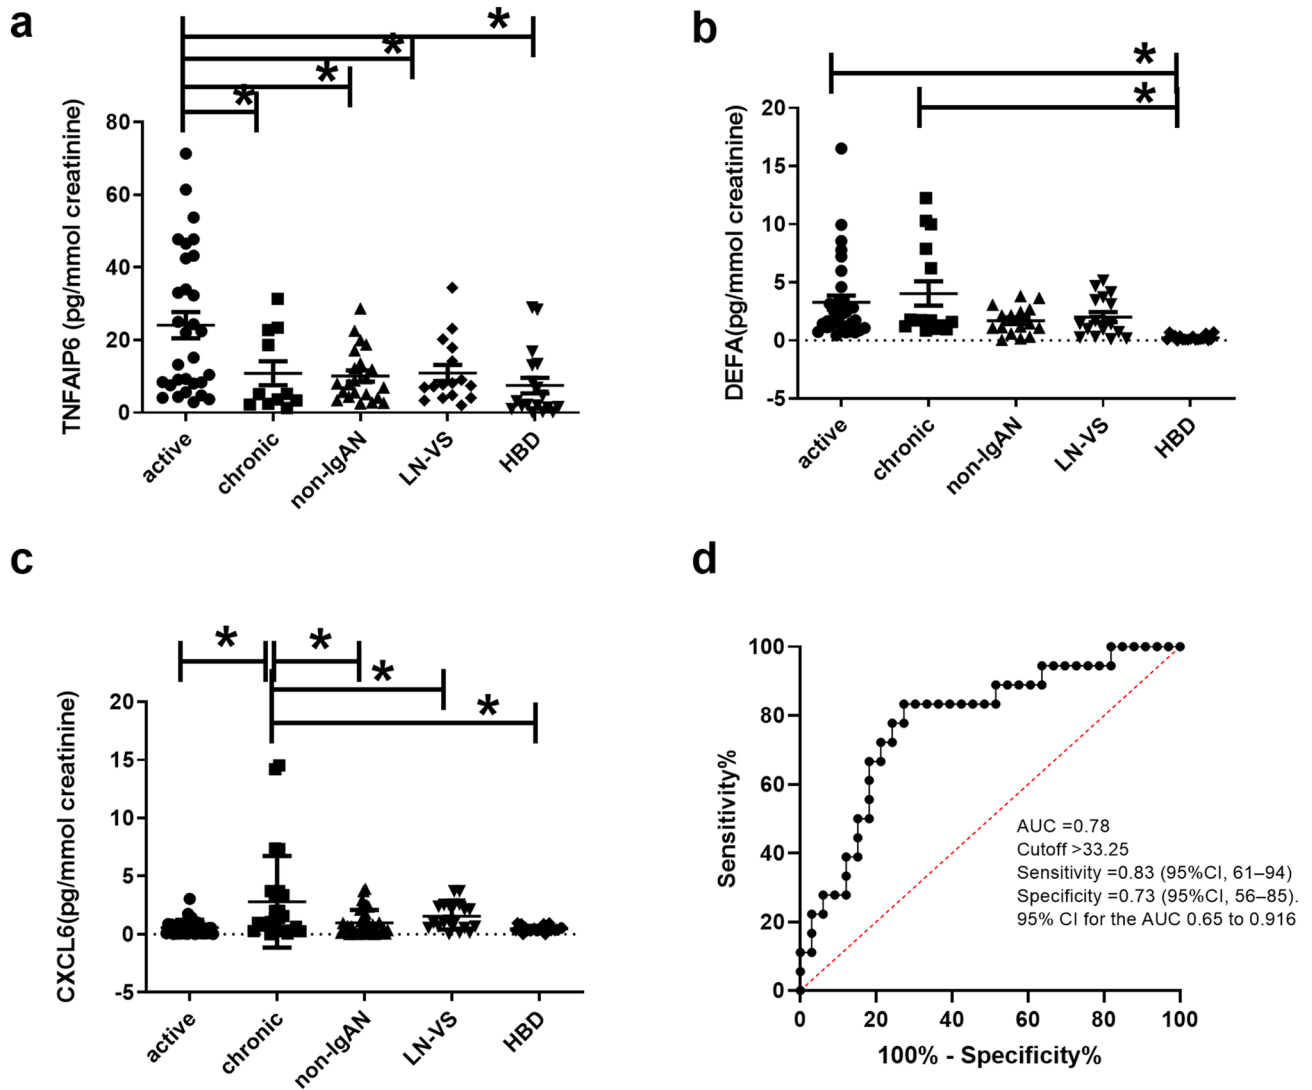 a
*
*
*
*
TNFAIP6 (pg/mmol creatinine)
80
60
40
20
0
active
chronic
non-IgAN
LN-VS
HBD
b
*
*
DEFA(pg/mmol creatinine)
20
15
10
5
0
-5
active
chronic
non-IgAN
LN-VS
HBD
c
*
*
*
*
CXCL6(pg/mmol creatinine)
20
15
10
5
0
-5
active
chronic
non-IgAN
LN-VS
HBD
d
Sensitivity%
100
80
60
40
20
0
AUC =0.78
Cutoff >33.25
Sensitivity =0.83 (95%CI, 61–94)
Specificity =0.73 (95%CI, 56–85).
95% CI for the AUC 0.65 to 0.916
0 20 40 60 80 100
100% - Specificity%